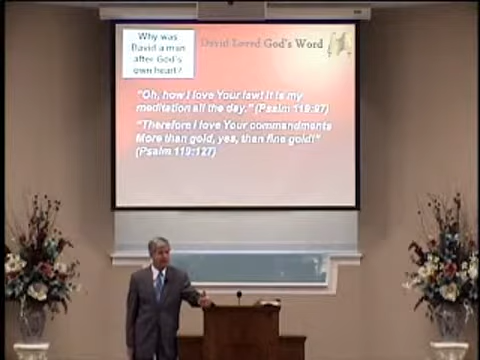 Why was
David a man
after God's
own heart?
David Loved God's Word
"Oh, how I love Your law! It is my
meditation all the day." (Psalm 119:97)
"Therefore I love Your commandments
More than gold, yes, than fine gold!"
(Psalm 119:127)